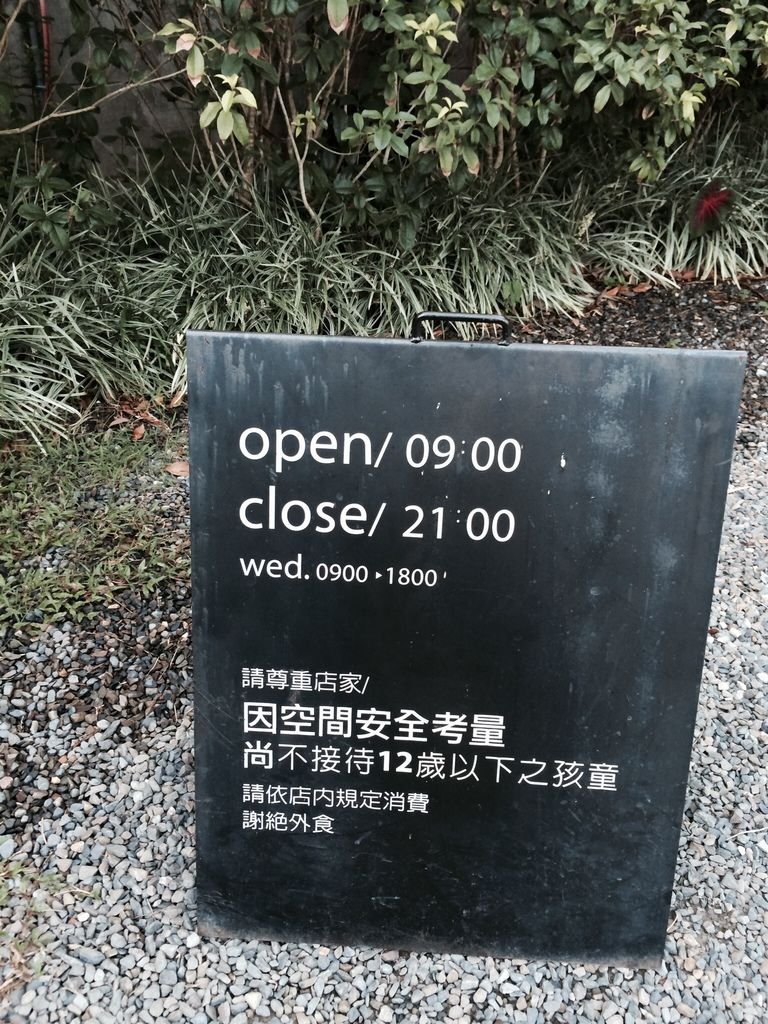 open/ 09:00
close/ 21:00
wed. 0900 ▸1800
請尊重店家/
因空間安全考量
尚不接待12歲以下之孩童
請依店內規定消費
謝絕外食